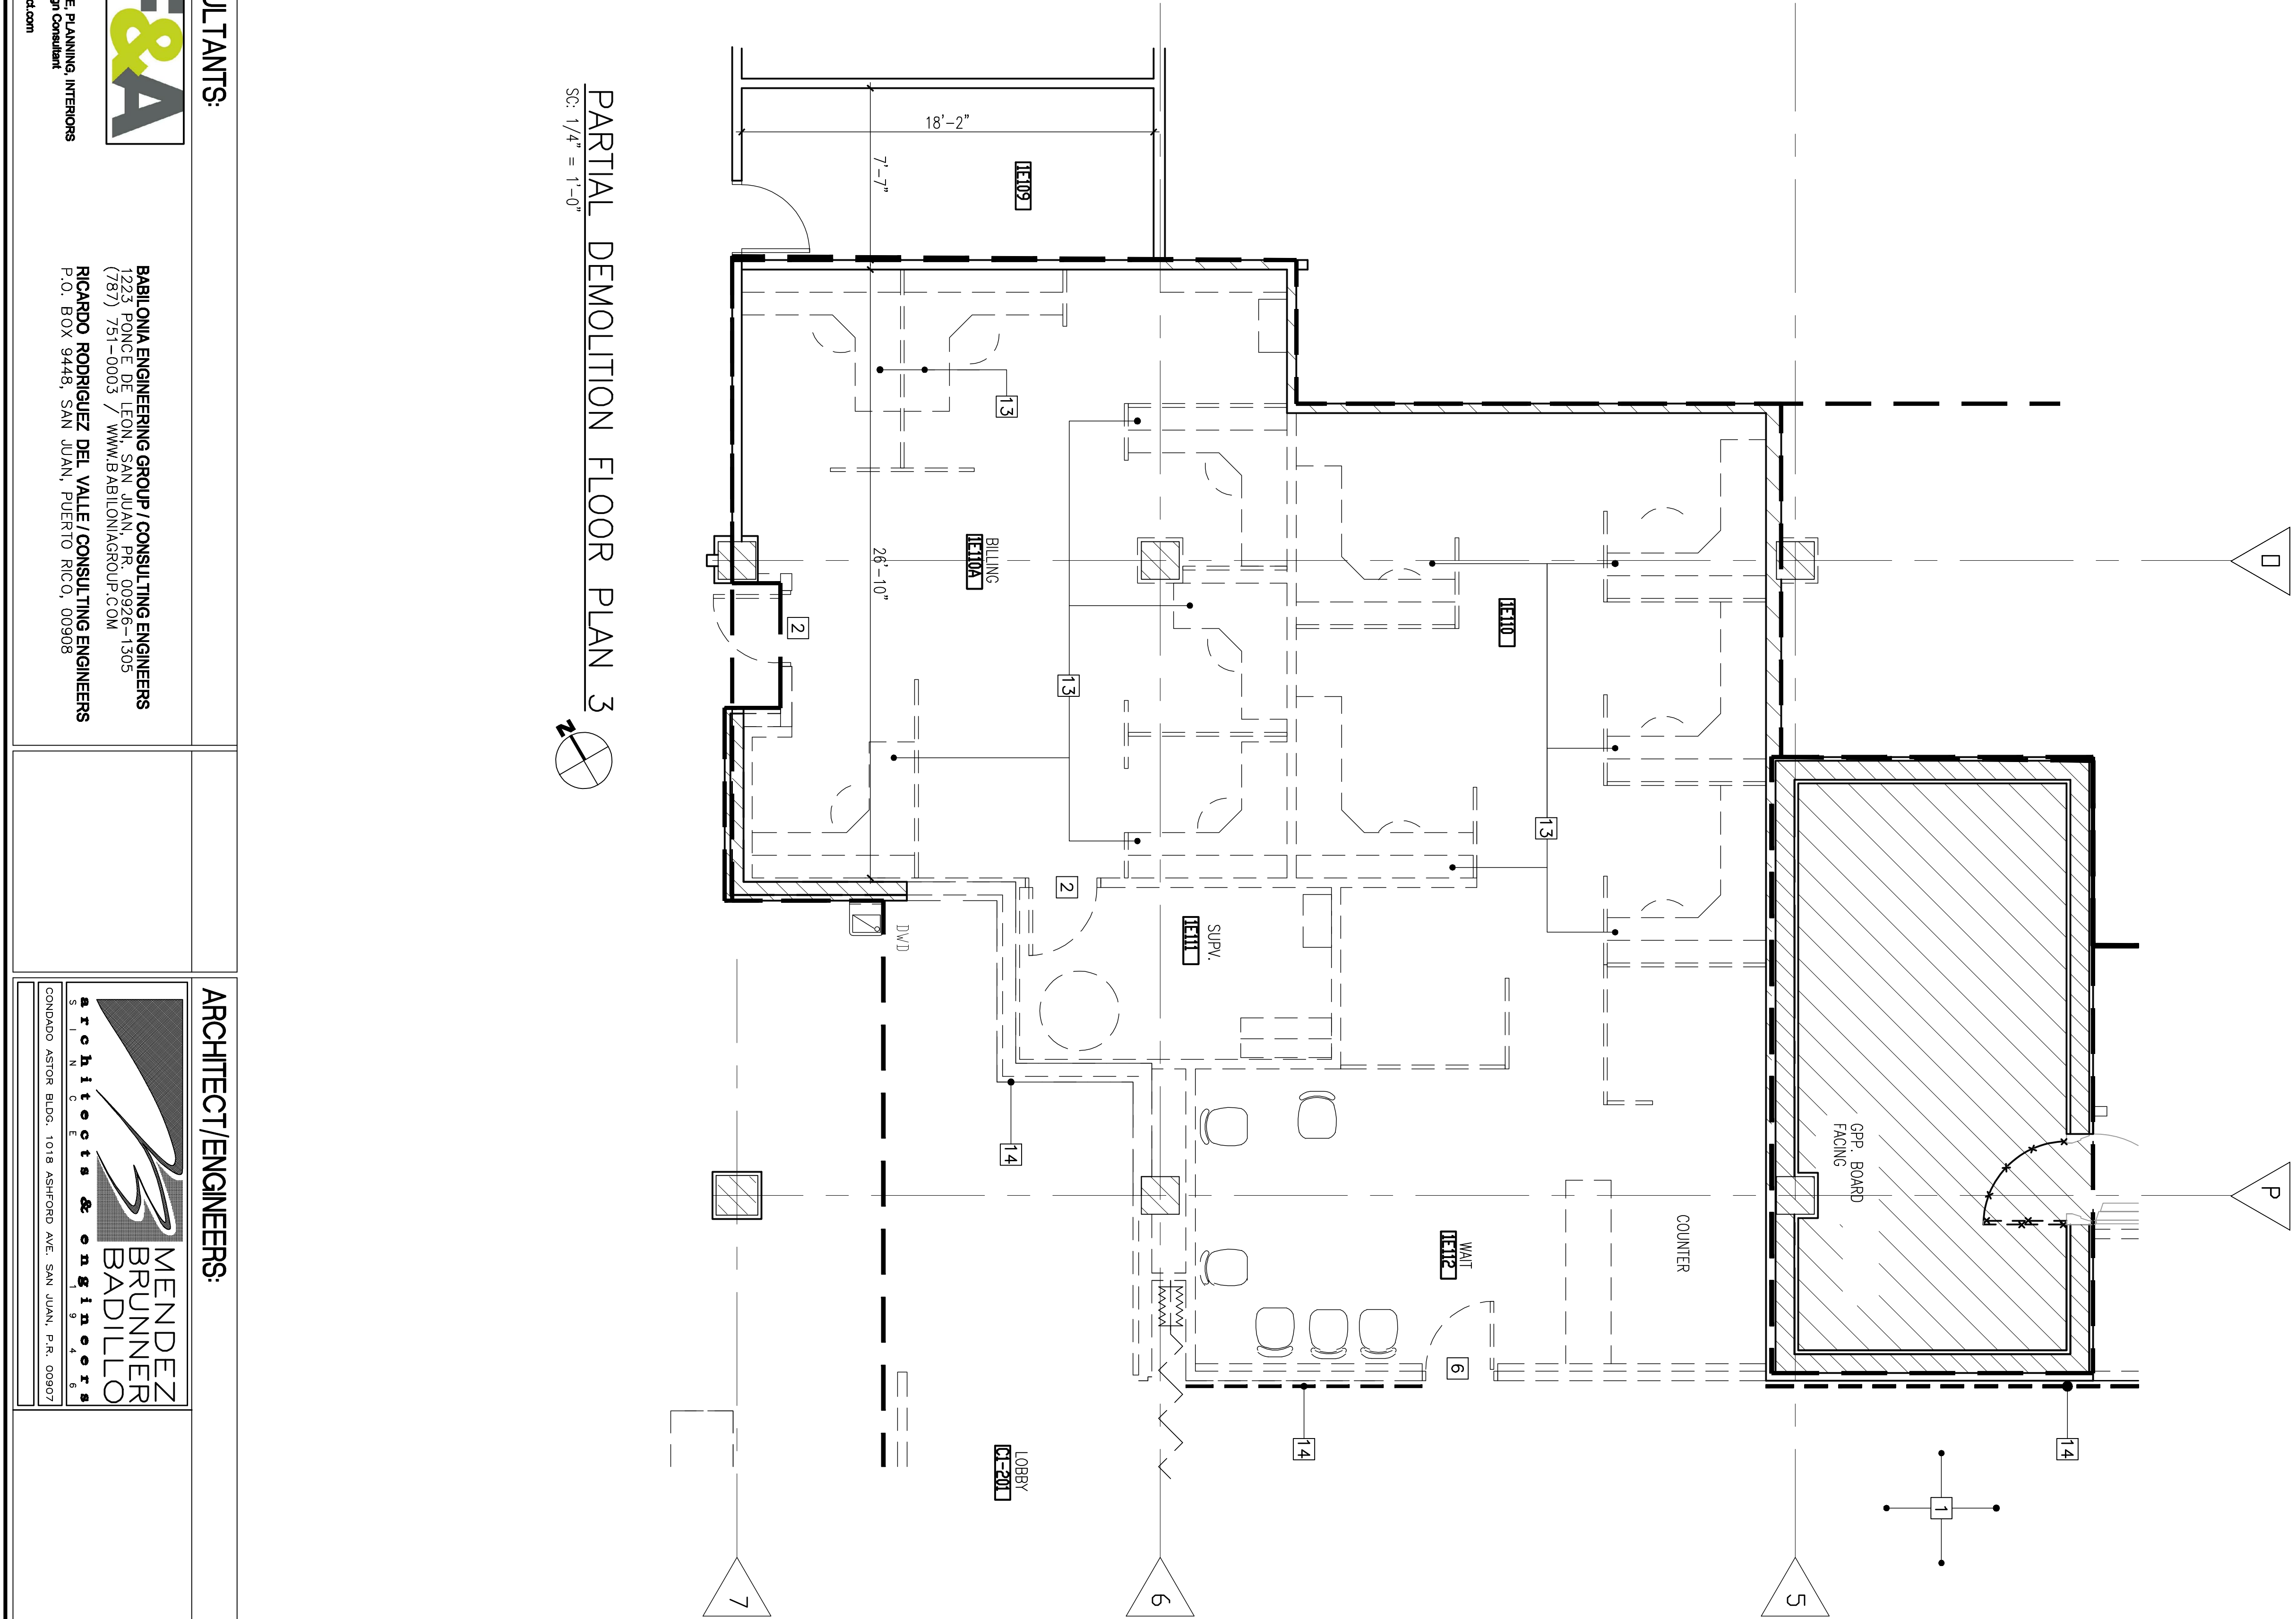 O
P
5
6
7
1E109
18'-2"
7'-7"
26'-10"
13
BILLING
1E110A
1E110
13
13
2
2
DWD
SUPV.
1E111
14
GPP. BOARD
FACING
COUNTER
WAIT
1E112
6
14
14
LOBBY
C1-201
1
PARTIAL DEMOLITION FLOOR PLAN 3
SC: 1/4" = 1'-0"
N
ULTANTS:
&A
E, PLANNING, INTERIORS
gn Consultant
ct.com
BABILONIA ENGINEERING GROUP / CONSULTING ENGINEERS
1223 PONCE DE LEON, SAN JUAN, PR. 00926-1305
(787) 751-0003 / WWW.BABILONIAGROUP.COM
RICARDO RODRIGUEZ DEL VALLE / CONSULTING ENGINEERS
P.O. BOX 9448, SAN JUAN, PUERTO RICO, 00908
ARCHITECT/ENGINEERS:
MENDEZ
BRUNNER
BADILLO
architects & engineers
SINCE 1946
CONDADO ASTOR BLDG. 1018 ASHFORD AVE. SAN JUAN, P.R. 00907